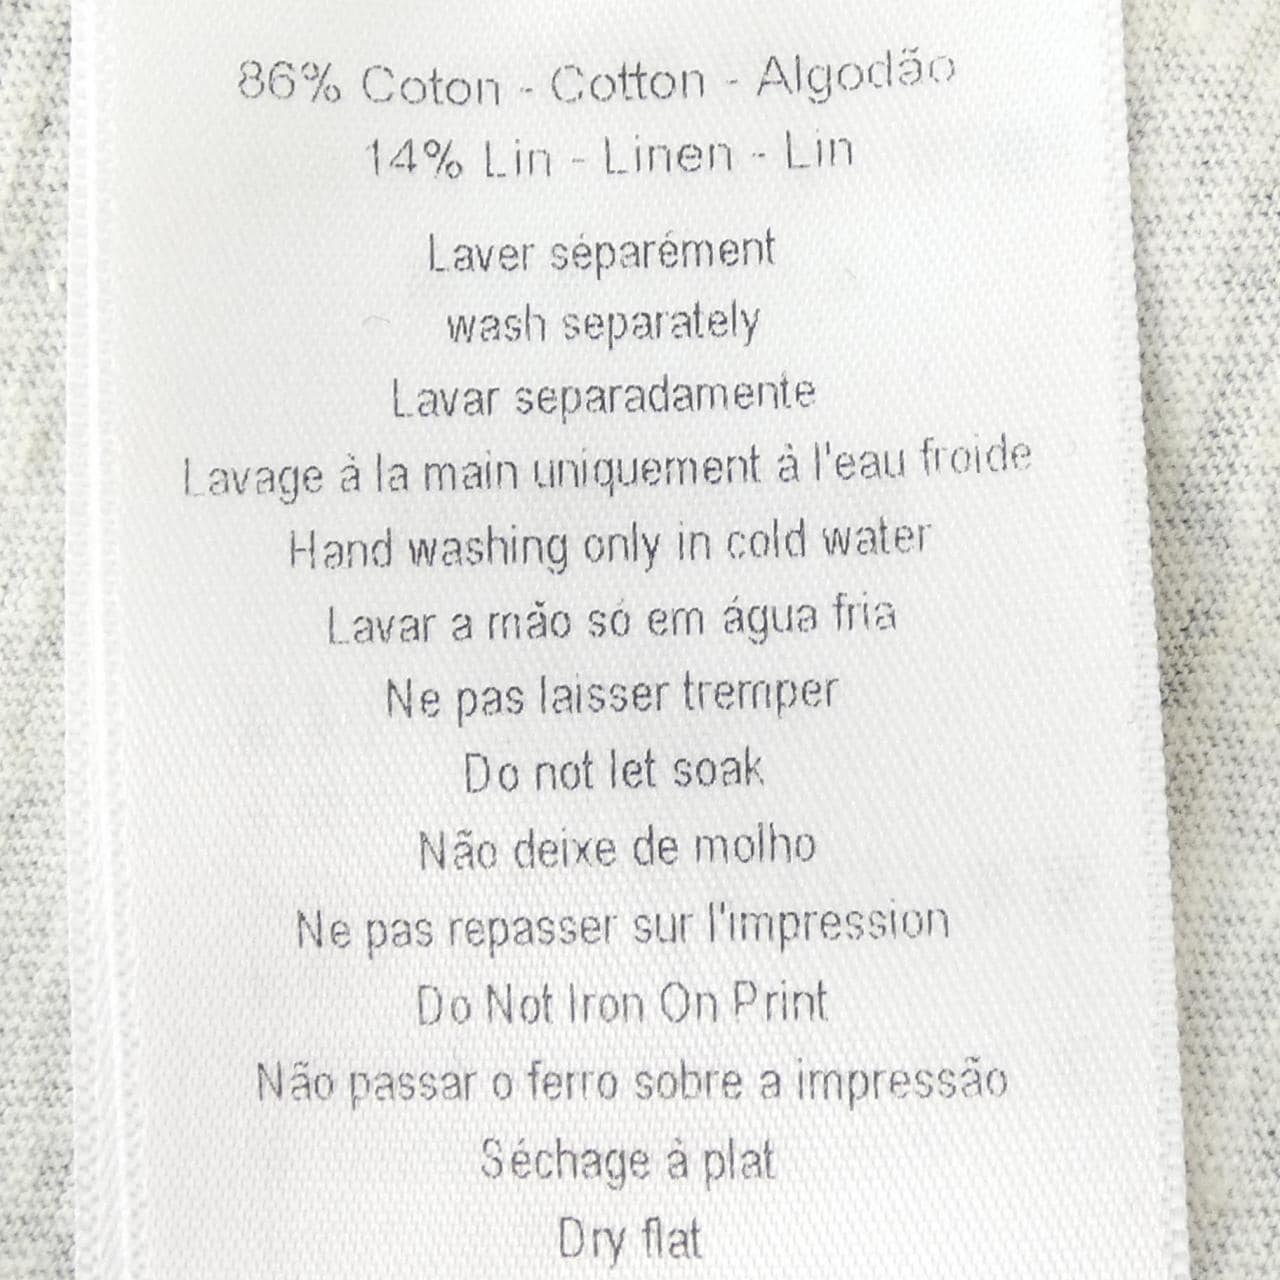 86% Coton - Cotton - Algodão
14% Lin - Linen - Lin
Laver séparément
wash separately
Lavar separadamente
Lavage à la main uniquement à l'eau froide
Hand washing only in cold water
Lavar a mão só em água fria
Ne pas laisser tremper
Do not let soak
Não deixe de molho
Ne pas repasser sur l'impression
Do Not Iron On Print
Não passar o ferro sobre a impressão
Séchage à plat
Dry flat